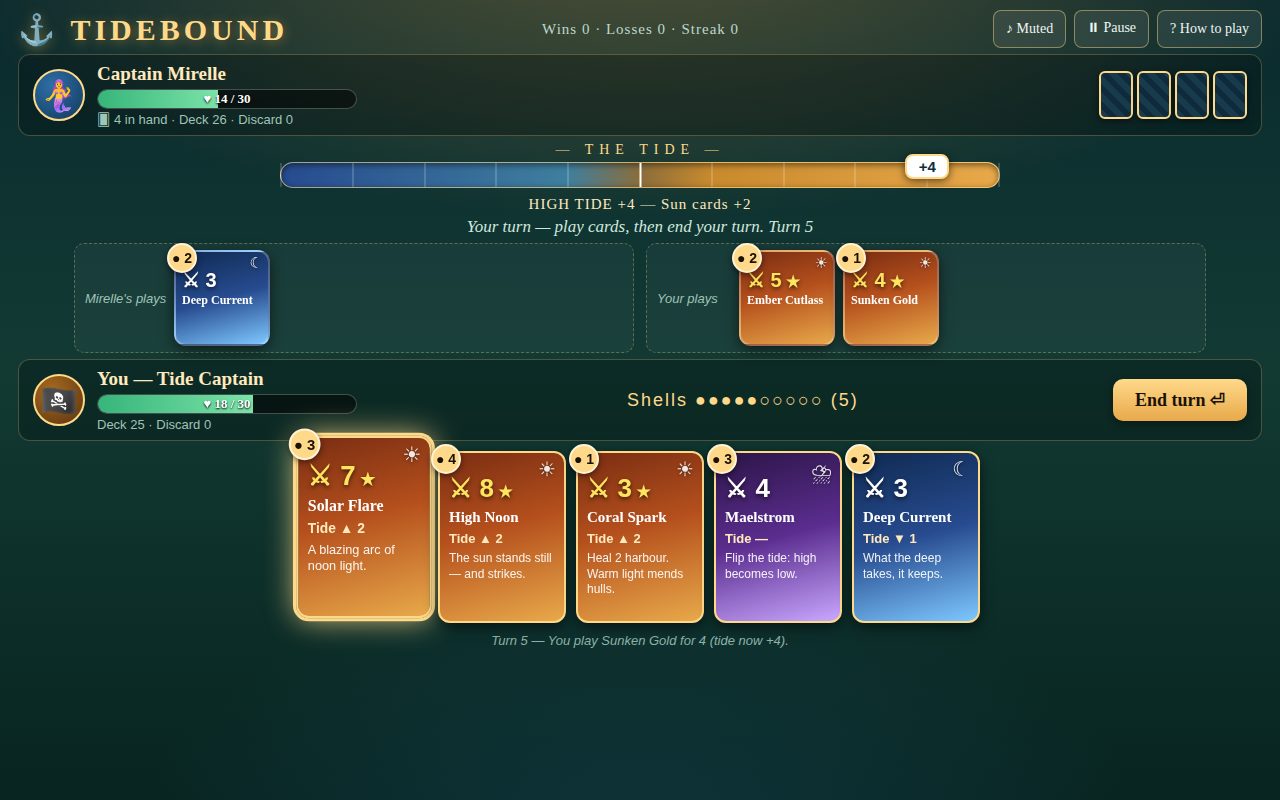 ⚓ TIDEBOUND
Wins 0 · Losses 0 · Streak 0
♪ Muted
⏸ Pause
? How to play
Captain Mirelle
♥ 14 / 30
4 in hand · Deck 26 · Discard 0
— THE TIDE —
+4
HIGH TIDE +4 — Sun cards +2
Your turn — play cards, then end your turn. Turn 5
Mirelle's plays
● 2
☾
⚔ 3
Deep Current
Your plays
● 2
☀
⚔ 5 ★
Ember Cutlass
● 1
☀
⚔ 4 ★
Sunken Gold
You — Tide Captain
♥ 18 / 30
Deck 25 · Discard 0
Shells ●●●●●○○○○○ (5)
End turn ⏎
● 3
☀
⚔ 7 ★
Solar Flare
Tide ▲ 2
A blazing arc of
noon light.
● 4
☀
⚔ 8 ★
High Noon
Tide ▲ 2
The sun stands still
— and strikes.
● 1
☀
⚔ 3 ★
Coral Spark
Tide ▲ 2
Heal 2 harbour.
Warm light mends
hulls.
● 3
⛈
⚔ 4
Maelstrom
Tide —
Flip the tide: high
becomes low.
● 2
☾
⚔ 3
Deep Current
Tide ▼ 1
What the deep
takes, it keeps.
Turn 5 — You play Sunken Gold for 4 (tide now +4).